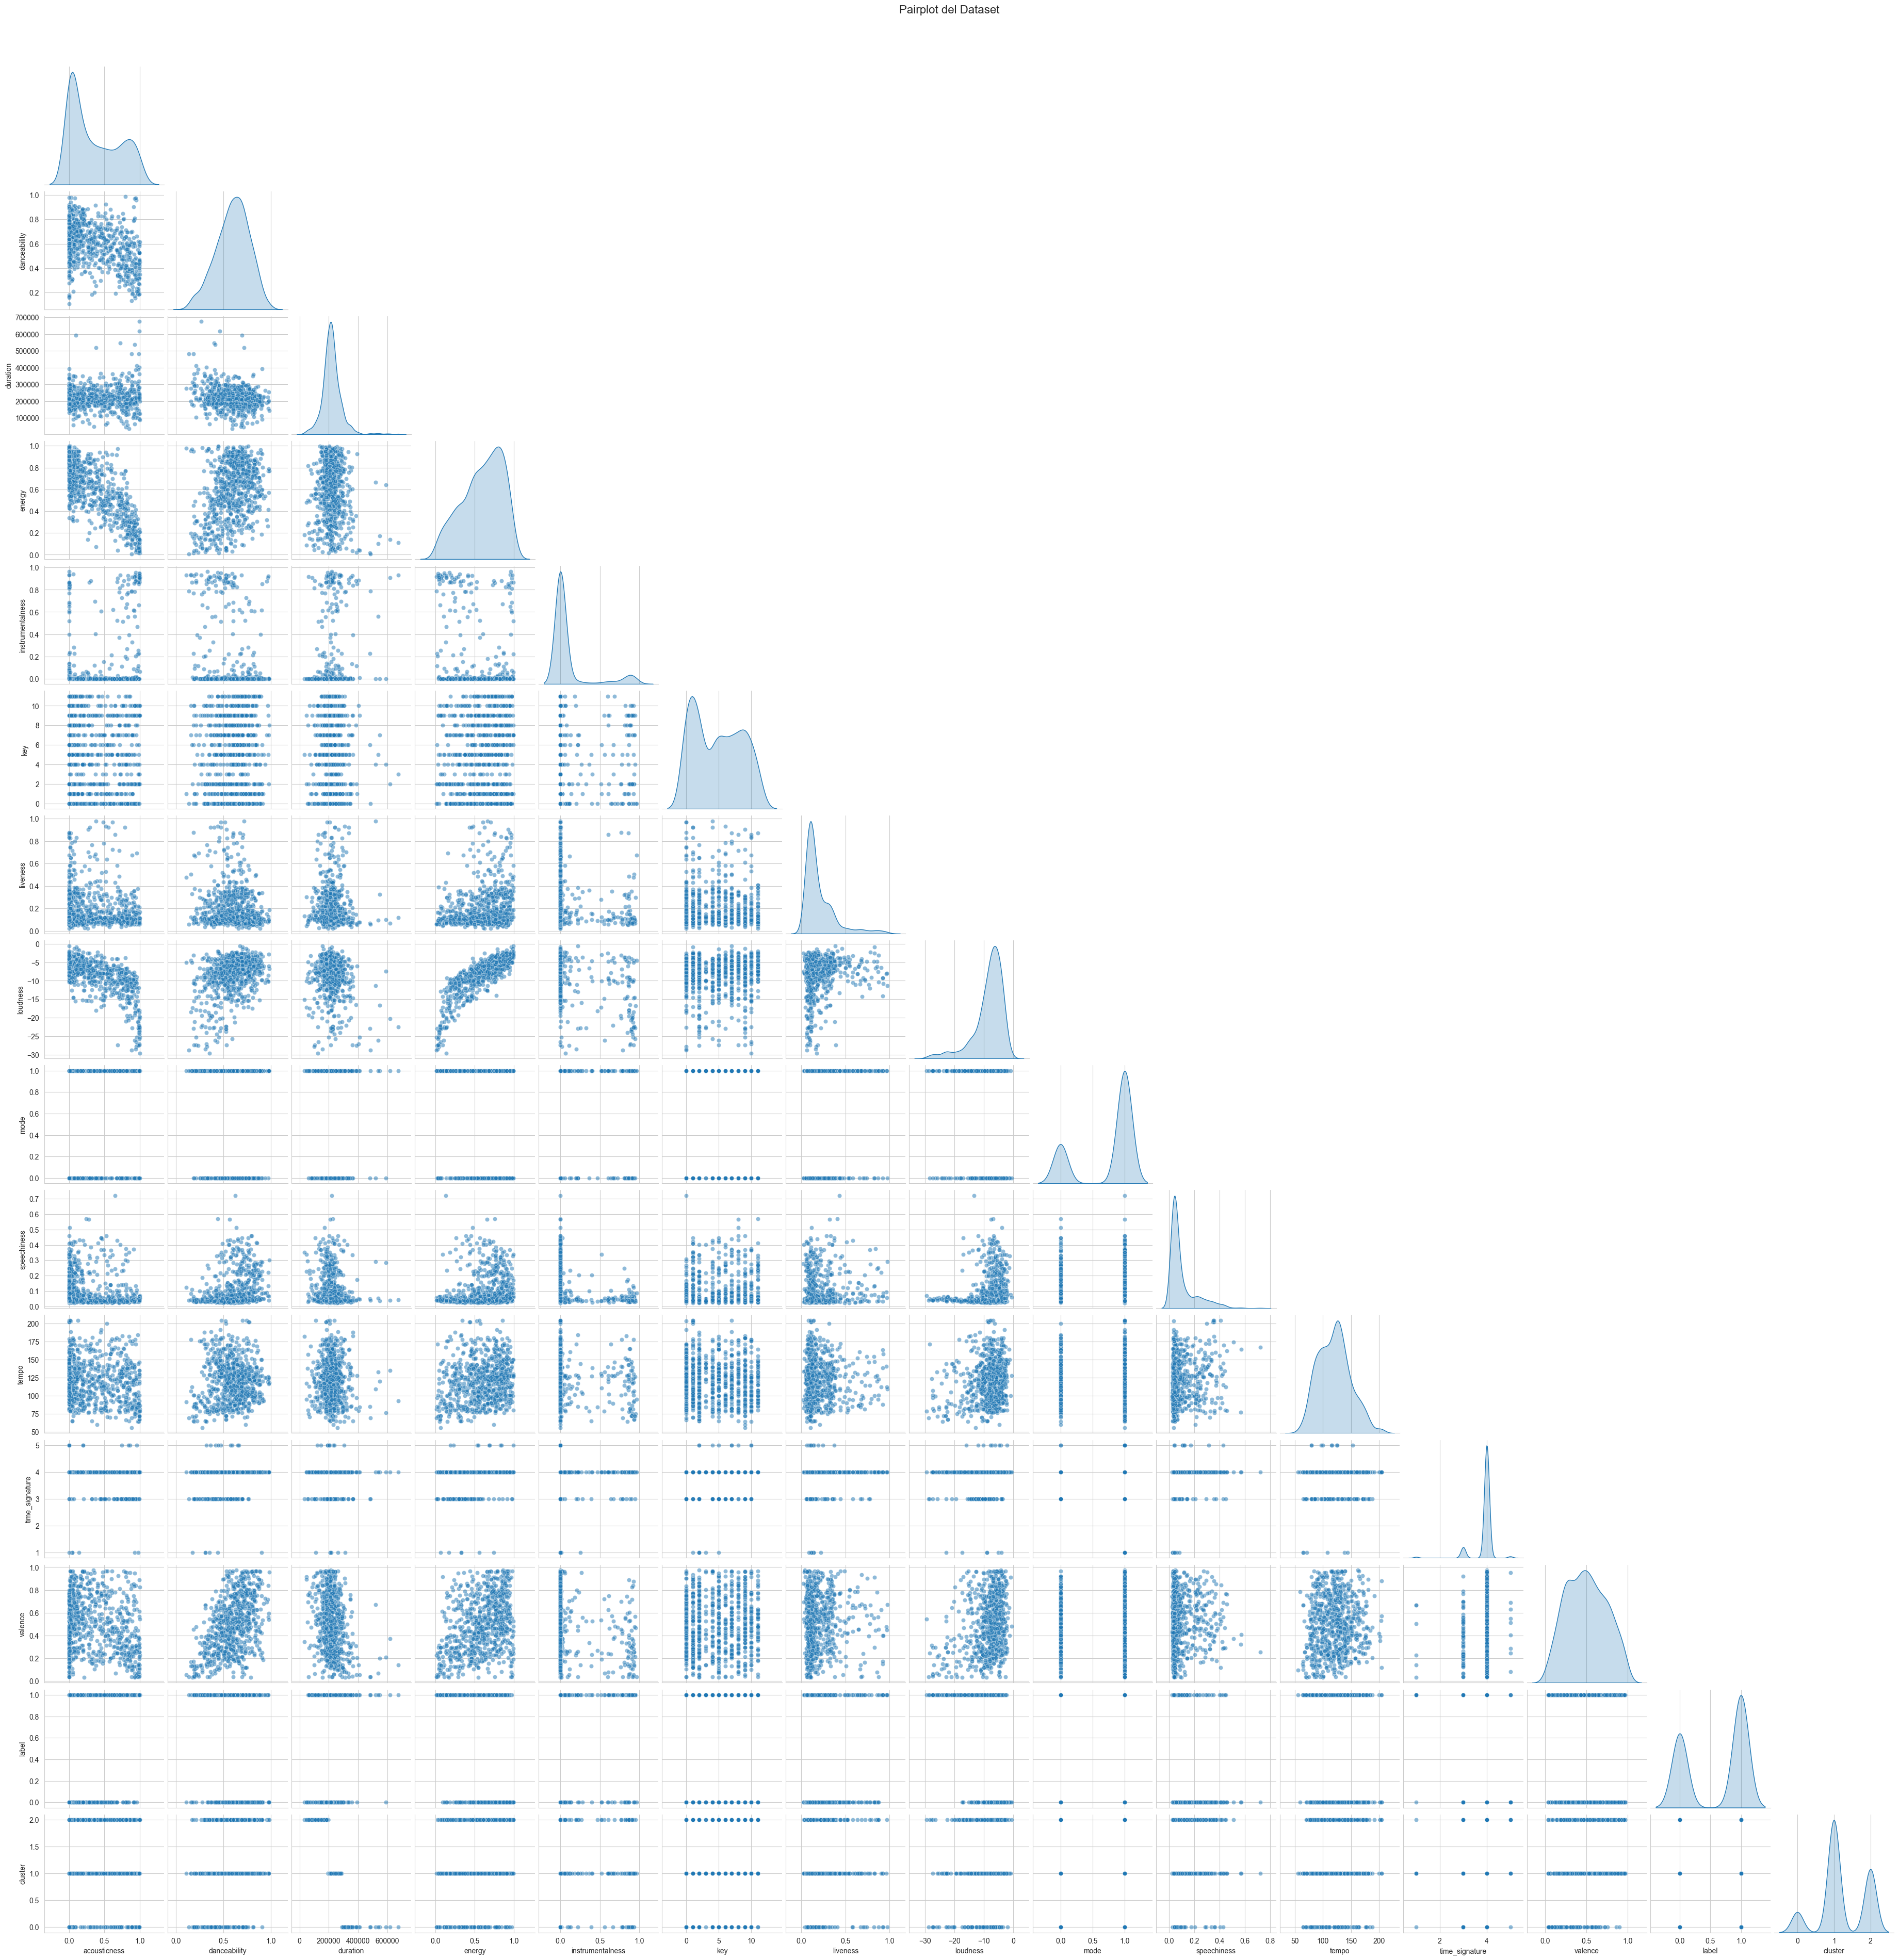 Pairplot del Dataset
1.0
0.8
0.6
0.4
0.2
danceability
700000
600000
500000
400000
300000
200000
100000
duration
1.0
0.8
0.6
0.4
0.2
0.0
energy
1.0
0.8
0.6
0.4
0.2
0.0
instrumentalness
10
8
6
4
2
0
key
1.0
0.8
0.6
0.4
0.2
0.0
liveness
0
−5
−10
−15
−20
−25
−30
loudness
1.0
0.8
0.6
0.4
0.2
0.0
mode
0.7
0.6
0.5
0.4
0.3
0.2
0.1
0.0
speechiness
200
175
150
125
100
75
50
tempo
5
4
3
2
1
time_signature
1.0
0.8
0.6
0.4
0.2
0.0
valence
1.0
0.8
0.6
0.4
0.2
0.0
label
2.0
1.5
1.0
0.5
0.0
cluster
0.0 0.5 1.0
acousticness
0.0 0.5 1.0
danceability
0 200000 400000 600000
duration
0.0 0.5 1.0
energy
0.0 0.5 1.0
instrumentalness
0 5 10
key
0.0 0.5 1.0
liveness
−30 −20 −10 0
loudness
0.0 0.5 1.0
mode
0.0 0.2 0.4 0.6 0.8
speechiness
50 100 150 200
tempo
2 4
time_signature
0.0 0.5 1.0
valence
0.0 0.5 1.0
label
0 1 2
cluster